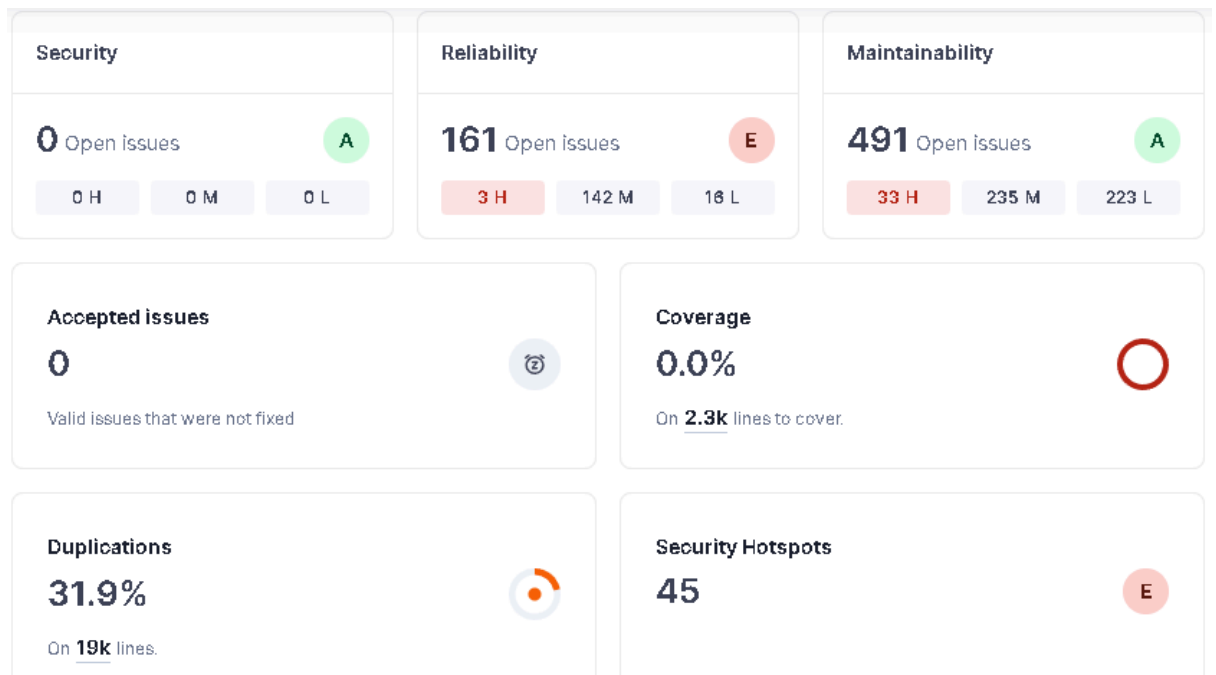 Security
Reliability
Maintainability
0 Open issues
A
161 Open issues
E
491 Open issues
A
0 H
0 M
0 L
3 H
142 M
16 L
33 H
235 M
223 L
Accepted issues
0
Valid issues that were not fixed
Coverage
0.0%
On 2.3k lines to cover.
Duplications
31.9%
On 19k lines.
Security Hotspots
45
E